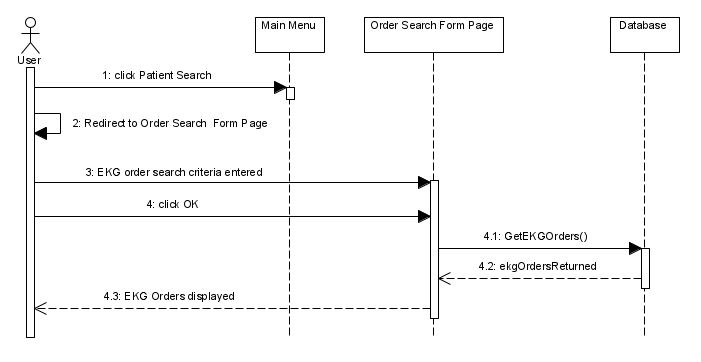 Main Menu
Order Search Form Page
Database
User
1: click Patient Search
2: Redirect to Order Search Form Page
3: EKG order search criteria entered
4: click OK
4.1: GetEKGOrders()
4.2: ekgOrdersReturned
4.3: EKG Orders displayed